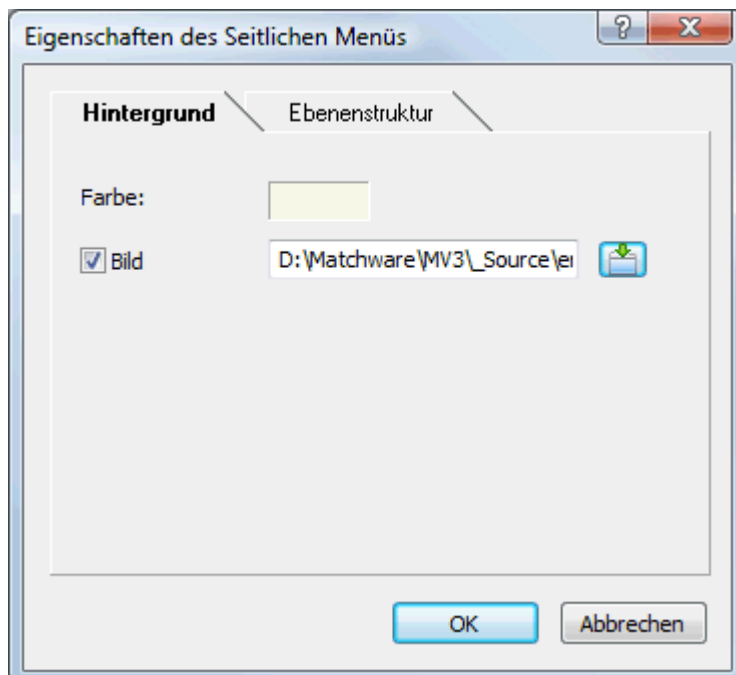 Eigenschaften des Seitlichen Menüs
Hintergrund Ebenenstruktur
Farbe:
Bild D:\Matchware\MV3\_Source\
OK Abbrechen